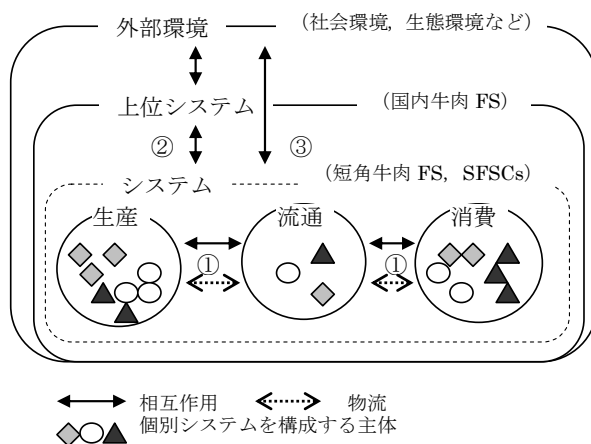 外部環境 (社会環境, 生態環境など)
上位システム (国内牛肉 FS)
② ③
システム (短角牛肉 FS, SFSCs)
生産 流通 消費
① ①
相互作用 物流
個別システムを構成する主体